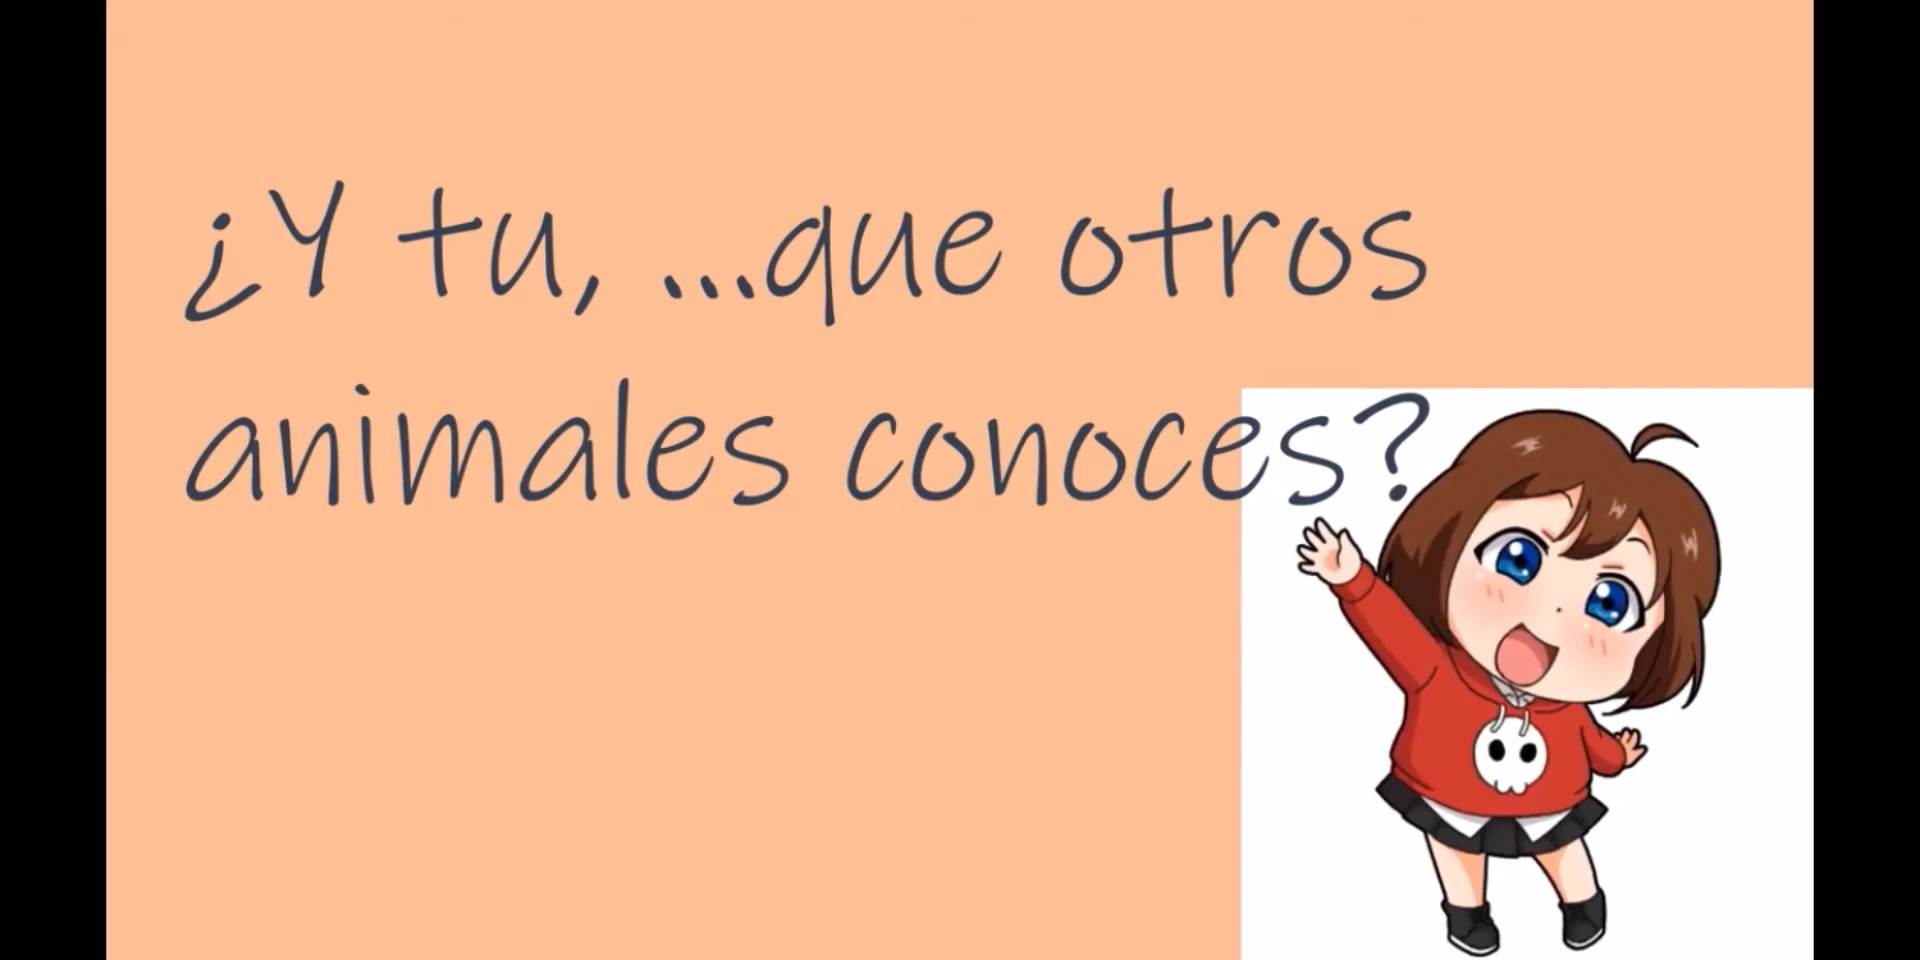 ¿Y tu, ...que otros
animales conoces?